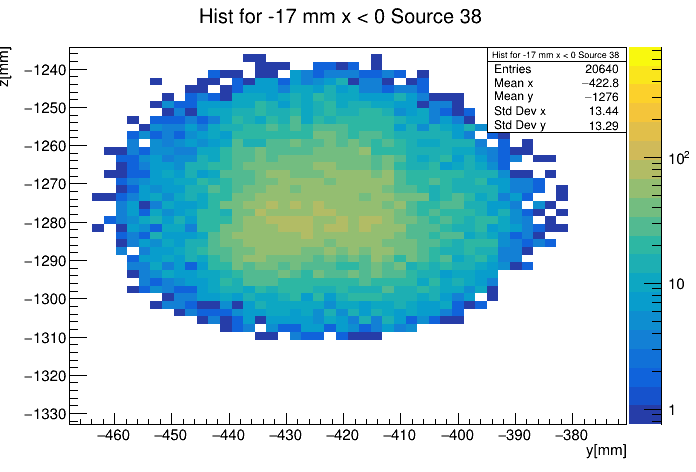 Hist for -17 mm x < 0 Source 38
z[mm]
Hist for -17 mm x < 0 Source 38
Entries 20640
Mean x −422.8
Mean y −1276
Std Dev x 13.44
Std Dev y 13.29
−1240
−1250
−1260
−1270
−1280
−1290
−1300
−1310
−1320
−1330
10²
10
1
−460 −450 −440 −430 −420 −410 −400 −390 −380
y[mm]